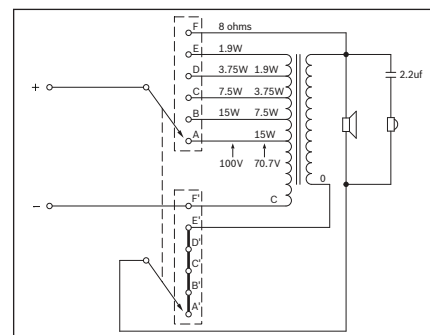 F 8 ohms
E 1.9W
D 3.75W 1.9W
C 7.5W 3.75W
B 15W 7.5W
A 15W
100V 70.7V
2.2uf
+
−
0
C
F'
E'
D'
C'
B'
A'